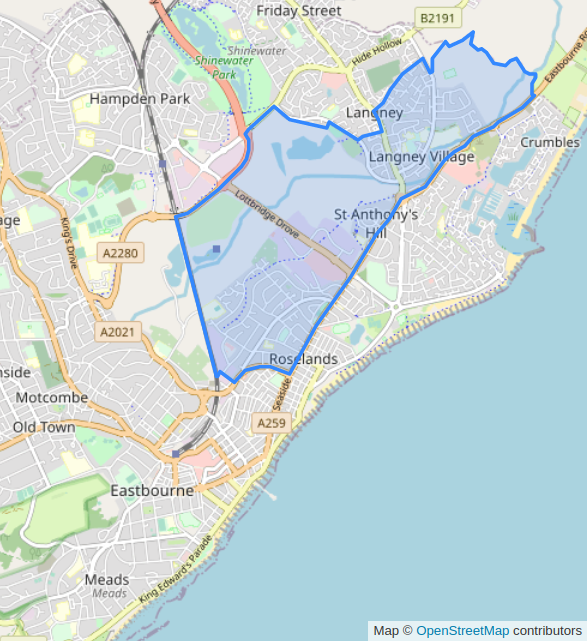 Friday Street
B2191
Shinewater
Shinewater
Park
Hide Hollow
Eastbourne Ro
Hampden Park
Langney
Crumbles
Langney Village
Lottbridge Drove
St Anthony's
Hill
age
King's Drive
A2280
A2021
Roselands
nside
Motcombe
Seaside
Old Town
A259
Eastbourne
King Edward's Parade
Meads
Meads
Map © OpenStreetMap contributors